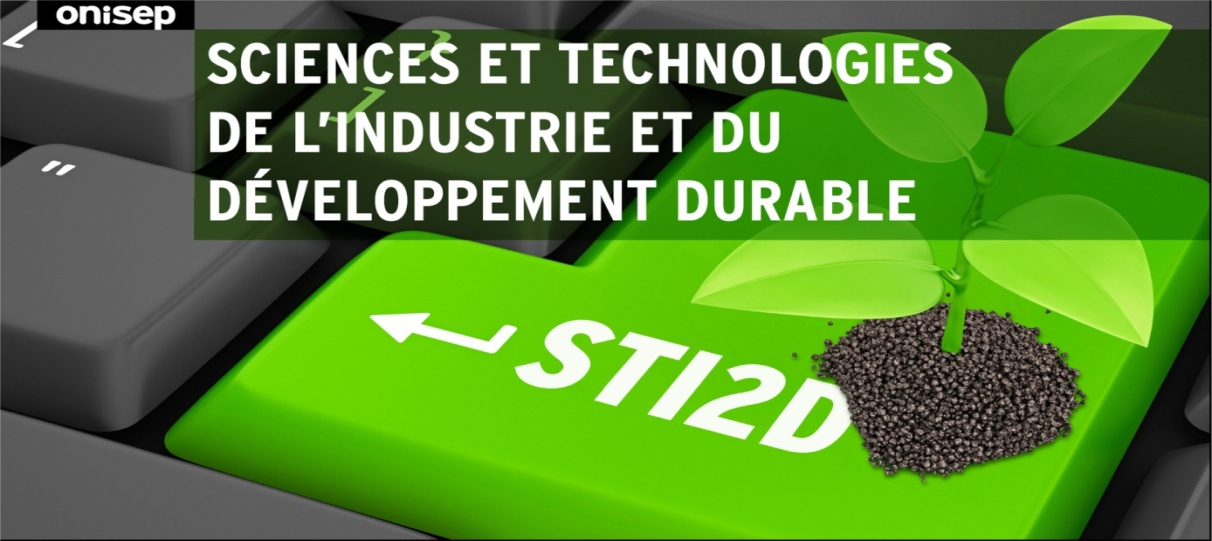 onisep
SCIENCES ET TECHNOLOGIES
DE L'INDUSTRIE ET DU
DÉVELOPPEMENT DURABLE
STI2D
"